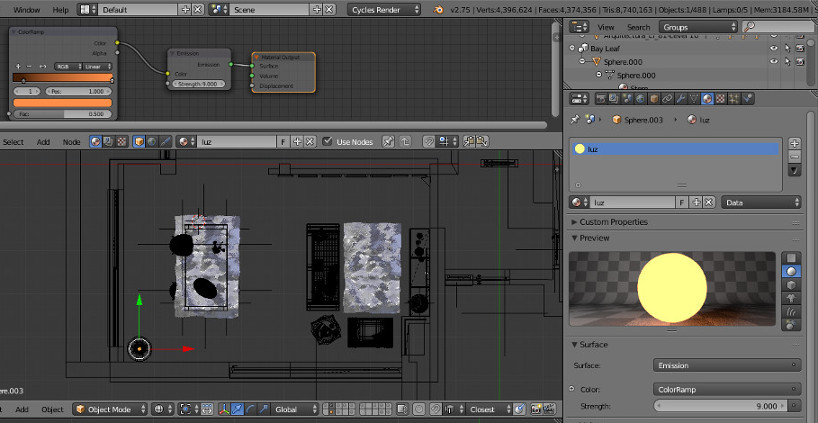 Window Help Default Scene Cycles Render v2.75 | Verts:4,396,624 | Faces:4,374,356 | Tris:8,740,163 | Objects:1/488 | Lamps:0/5 | Mem:3184.58M
View Search Groups
ColorRamp
Color
Alpha
RGB Linear
1 Pos: 1.000
Fac: 0.500
Emission
Emission
Color
Strength:9.000
Material Output
Surface
Volume
Displacement
Bay Leaf
Sphere.000
Sphere.000
Stem
Select Add Node luz F Use Nodes
Sphere.003 luz
luz
luz F Data
Custom Properties
Preview
Surface
Surface: Emission
Color: ColorRamp
Strength: 9.000
here.003
Add Object Object Mode Global Closest